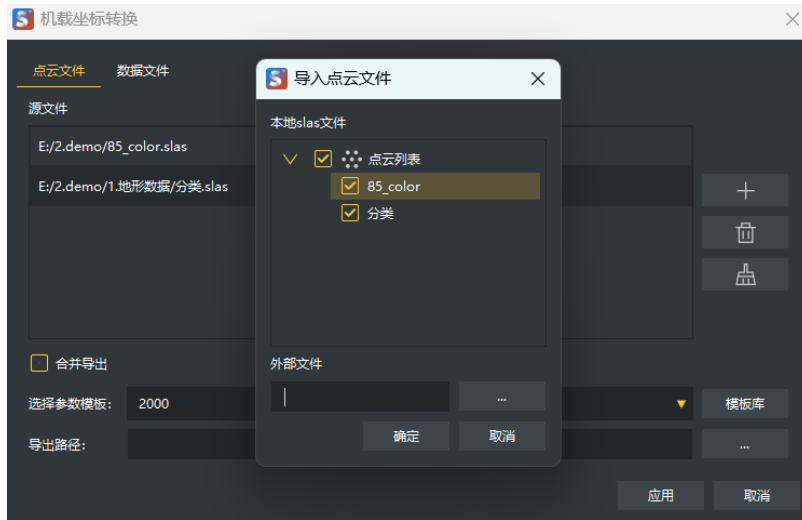 机载坐标转换
点云文件 数据文件
源文件
E:/2.demo/85_color.slas
E:/2.demo/1.地形数据/分类.slas
合并导出
选择参数模板: 2000 模板库
导出路径: ...
应用 取消
导入点云文件
本地slas文件
点云列表
85_color
分类
外部文件
...
确定 取消